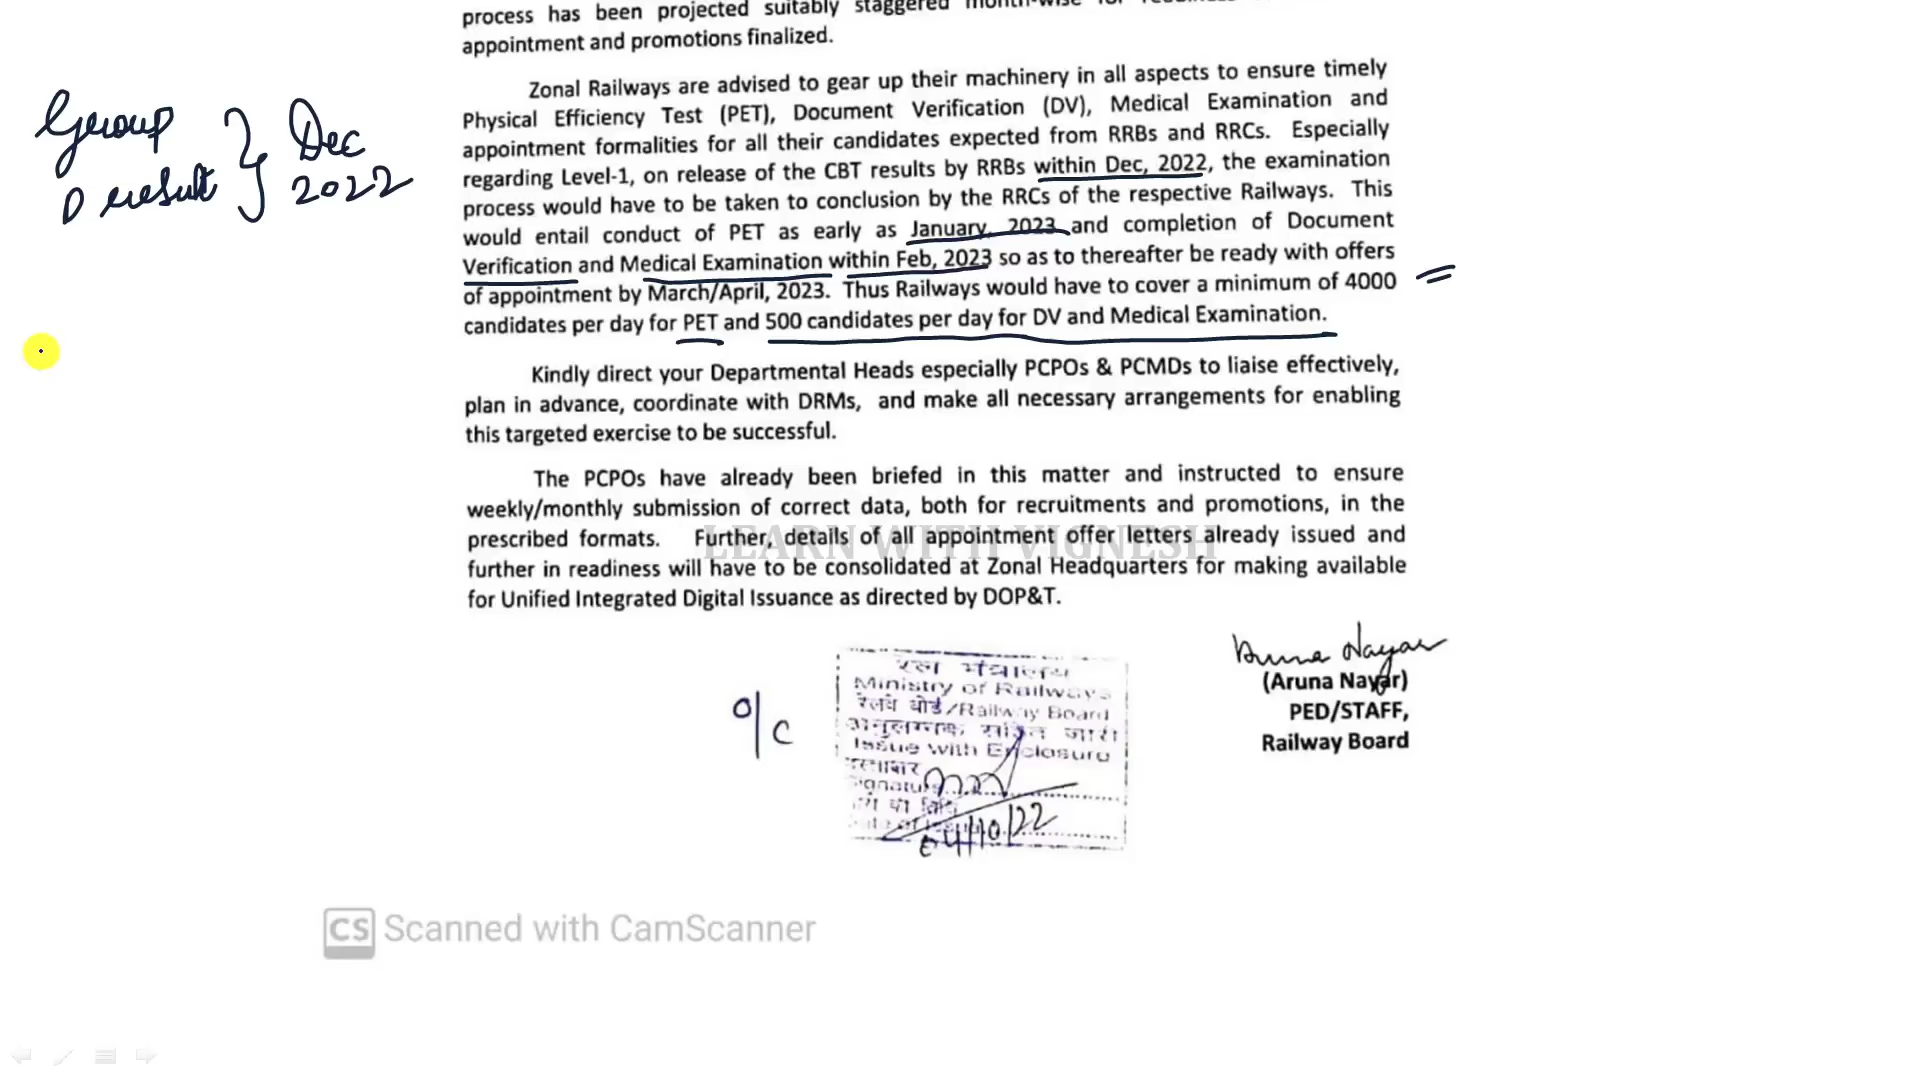 process has been projected suitably staggered month-wise for readiness
appointment and promotions finalized.
Zonal Railways are advised to gear up their machinery in all aspects to ensure timely
Physical Efficiency Test (PET), Document Verification (DV), Medical Examination and
appointment formalities for all their candidates expected from RRBs and RRCs. Especially
regarding Level-1, on release of the CBT results by RRBs within Dec, 2022, the examination
process would have to be taken to conclusion by the RRCs of the respective Railways. This
would entail conduct of PET as early as January, 2023 and completion of Document
Verification and Medical Examination within Feb, 2023 so as to thereafter be ready with offers
of appointment by March/April, 2023. Thus Railways would have to cover a minimum of 4000
candidates per day for PET and 500 candidates per day for DV and Medical Examination.
Group
D result } Dec
2022
Kindly direct your Departmental Heads especially PCPOs & PCMDs to liaise effectively,
plan in advance, coordinate with DRMs, and make all necessary arrangements for enabling
this targeted exercise to be successful.
The PCPOs have already been briefed in this matter and instructed to ensure
weekly/monthly submission of correct data, both for recruitments and promotions, in the
prescribed formats. Further, details of all appointment offer letters already issued and
further in readiness will have to be consolidated at Zonal Headquarters for making available
for Unified Integrated Digital Issuance as directed by DOP&T.
LEARN WITH VIGNESH
Aruna Nayar
(Aruna Nayar)
PED/STAFF,
Railway Board
o/c
रेल मंत्रालय
Ministry of Railways
रेलवे बोर्ड/Railway Board
अनुलग्नक सहित जारी
Issue with Enclosure
04/10/22
CS Scanned with CamScanner